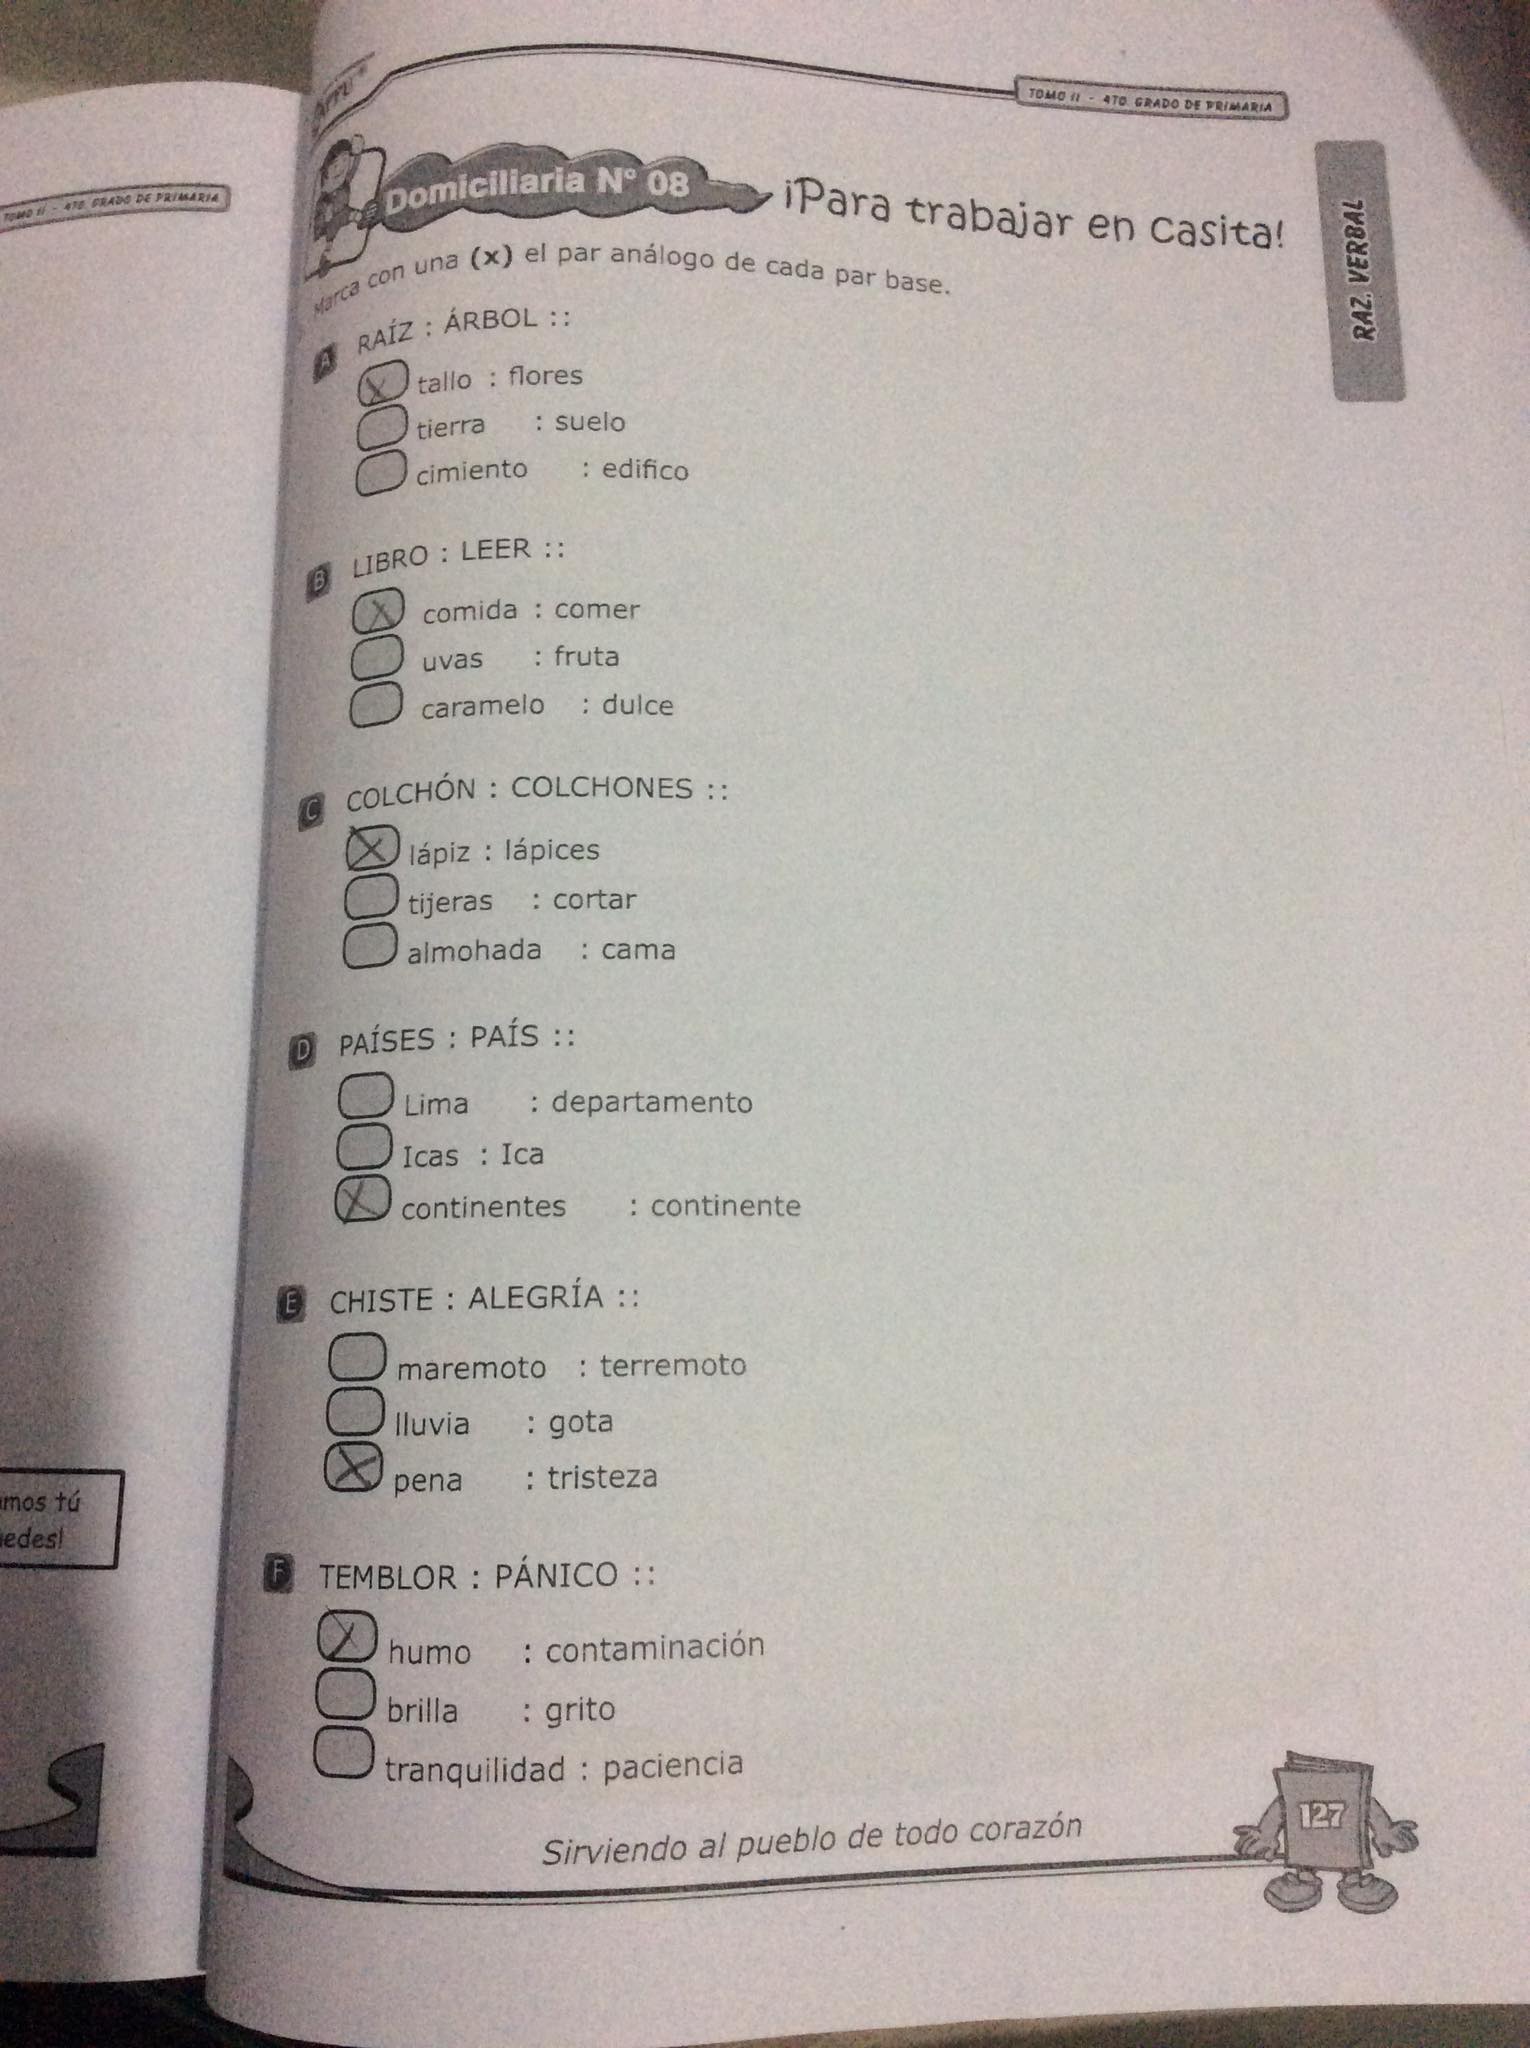 TOMO II - 4TO. GRADO DE PRIMARIA
TOMO II - 4TO. GRADO DE PRIMARIA
Domiciliaria N° 08
¡Para trabajar en casita!
RAZ. VERBAL
Marca con una (x) el par análogo de cada par base.
A RAÍZ : ÁRBOL ::
x tallo : flores
tierra : suelo
cimiento : edifico
B LIBRO : LEER ::
x comida : comer
uvas : fruta
caramelo : dulce
C COLCHÓN : COLCHONES ::
x lápiz : lápices
tijeras : cortar
almohada : cama
D PAÍSES : PAÍS ::
Lima : departamento
Icas : Ica
x continentes : continente
E CHISTE : ALEGRÍA ::
maremoto : terremoto
lluvia : gota
x pena : tristeza
amos tú
edes!
F TEMBLOR : PÁNICO ::
x humo : contaminación
brilla : grito
tranquilidad : paciencia
Sirviendo al pueblo de todo corazón
127